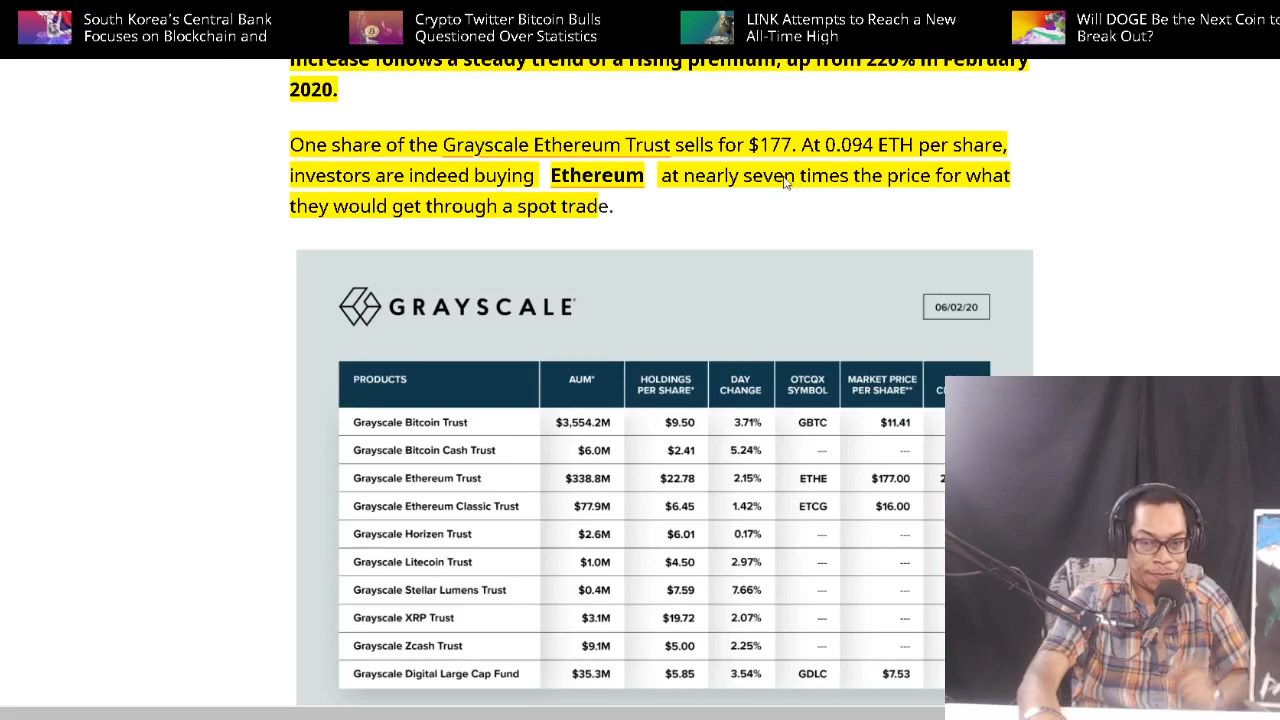 South Korea's Central Bank
Focuses on Blockchain and
Crypto Twitter Bitcoin Bulls
Questioned Over Statistics
LINK Attempts to Reach a New
All-Time High
Will DOGE Be the Next Coin to
Break Out?
increase follows a steady trend of a rising premium, up from 220% in February
2020.
One share of the Grayscale Ethereum Trust sells for $177. At 0.094 ETH per share,
investors are indeed buying Ethereum at nearly seven times the price for what
they would get through a spot trade.
GRAYSCALE
06/02/20
PRODUCTS AUM* HOLDINGS PER SHARE* DAY CHANGE OTCQX SYMBOL MARKET PRICE PER SHARE**
Grayscale Bitcoin Trust $3,554.2M $9.50 3.71% GBTC $11.41
Grayscale Bitcoin Cash Trust $6.0M $2.41 5.24% --- ---
Grayscale Ethereum Trust $338.8M $22.78 2.15% ETHE $177.00
Grayscale Ethereum Classic Trust $77.9M $6.45 1.42% ETCG $16.00
Grayscale Horizen Trust $2.6M $6.01 0.17% --- ---
Grayscale Litecoin Trust $1.0M $4.50 2.97% --- ---
Grayscale Stellar Lumens Trust $0.4M $7.59 7.66% --- ---
Grayscale XRP Trust $3.1M $19.72 2.07% --- ---
Grayscale Zcash Trust $9.1M $5.00 2.25% --- ---
Grayscale Digital Large Cap Fund $35.3M $5.85 3.54% GDLC $7.53